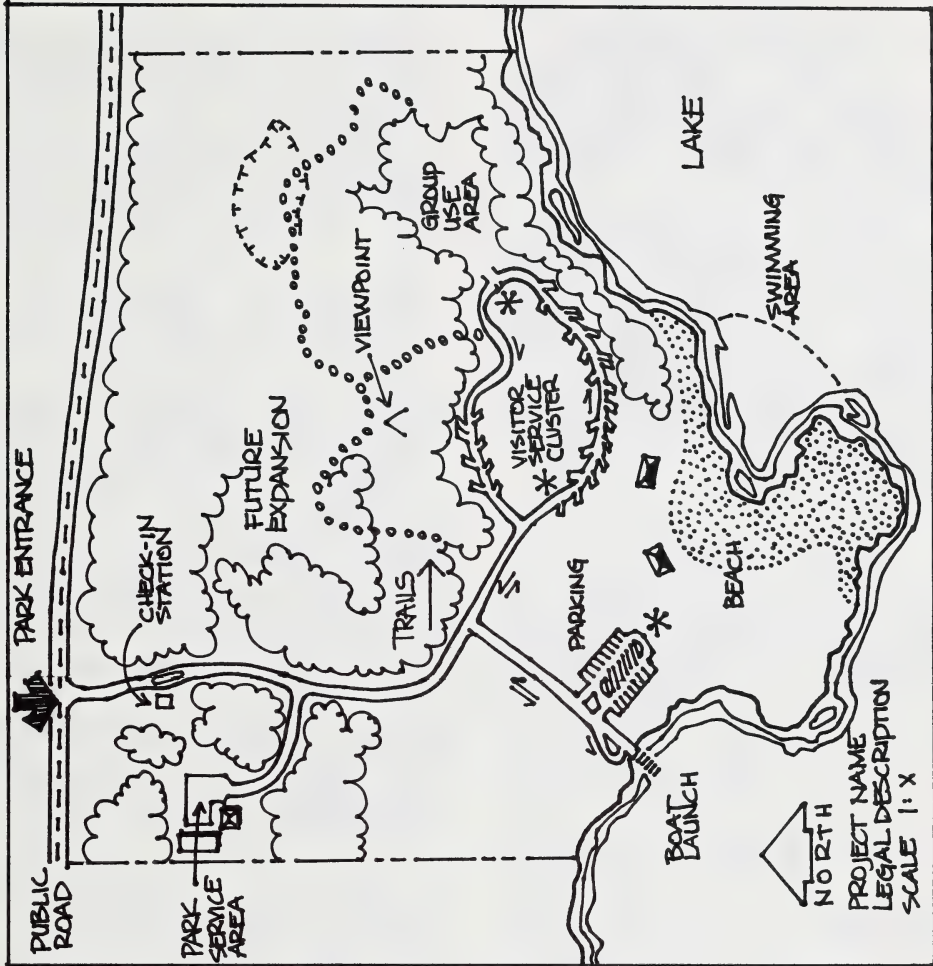 PUBLIC
ROAD
PARK ENTRANCE
CHECK-IN
STATION
PARK
SERVICE
AREA
FUTURE
EXPANSION
VIEWPOINT
TRAILS
GROUP
USE
AREA
VISITOR
SERVICE
CLUSTER
PARKING
LAKE
SWIMMING
AREA
BEACH
BOAT
LAUNCH
NORTH
PROJECT NAME
LEGAL DESCRIPTION
SCALE 1:X